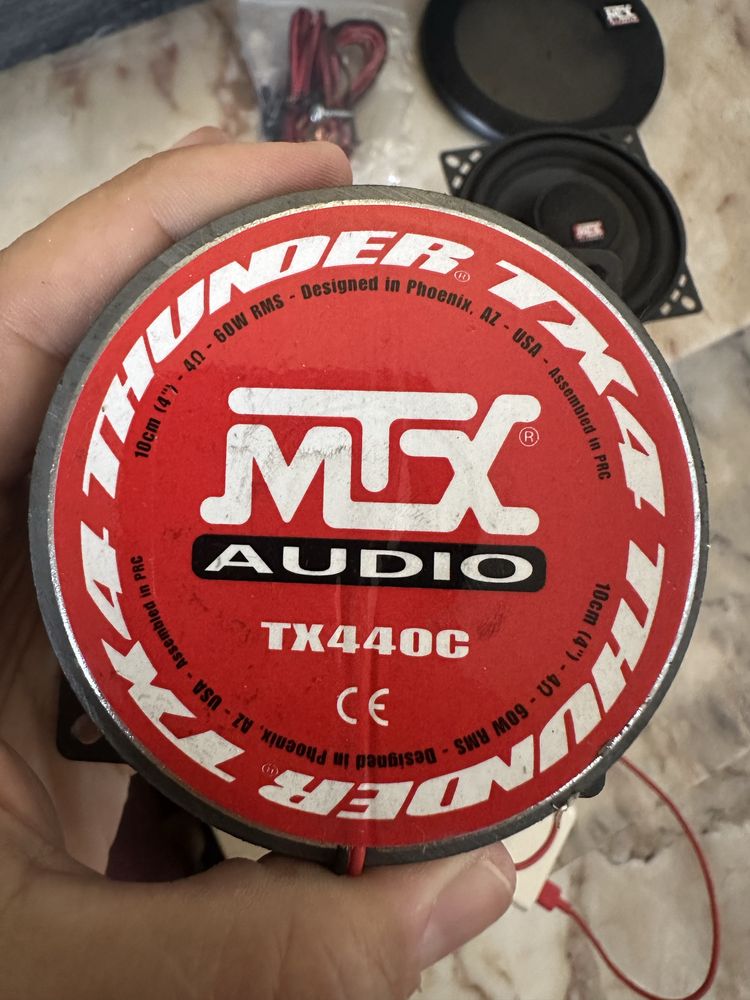 THUNDER® TX4 THUNDER® TX4
10cm (4") - 4Ω - 60W RMS - Designed in Phoenix, AZ - USA - Assembled in PRC
MTX®
AUDIO
TX440C
CE
10cm (4") - 4Ω - 60W RMS - Designed in Phoenix, AZ - USA - Assembled in PRC
MTX
MTX